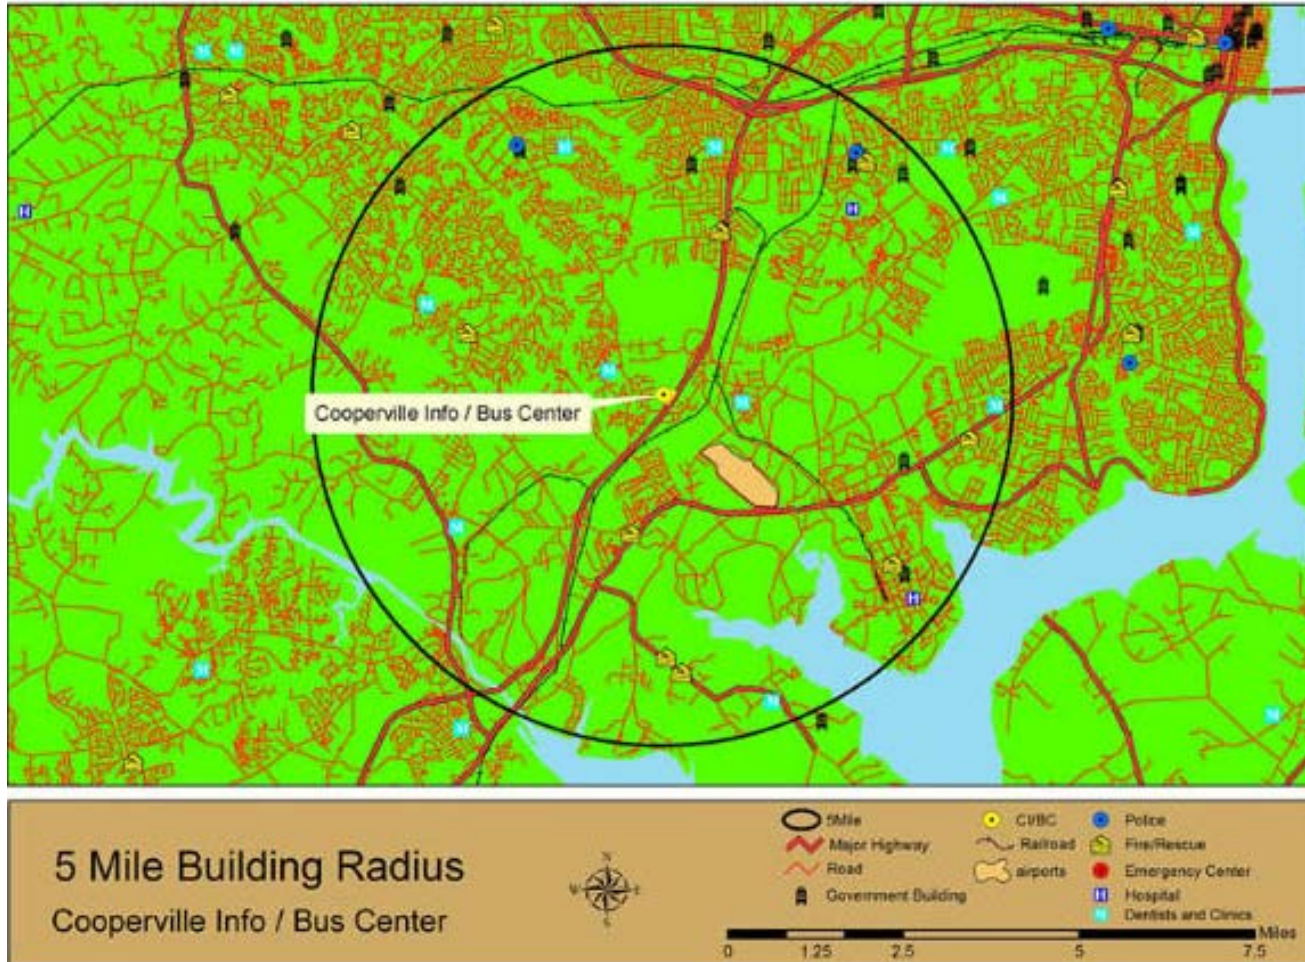 Cooperville Info / Bus Center
5 Mile Building Radius
Cooperville Info / Bus Center
N
W
E
S
5Mile
Major Highway
Road
Government Building
CI/BC
Railroad
airports
Police
Fire/Rescue
Emergency Center
H
Hospital
Dentists and Clinics
Miles
0 1.25 2.5 5 7.5